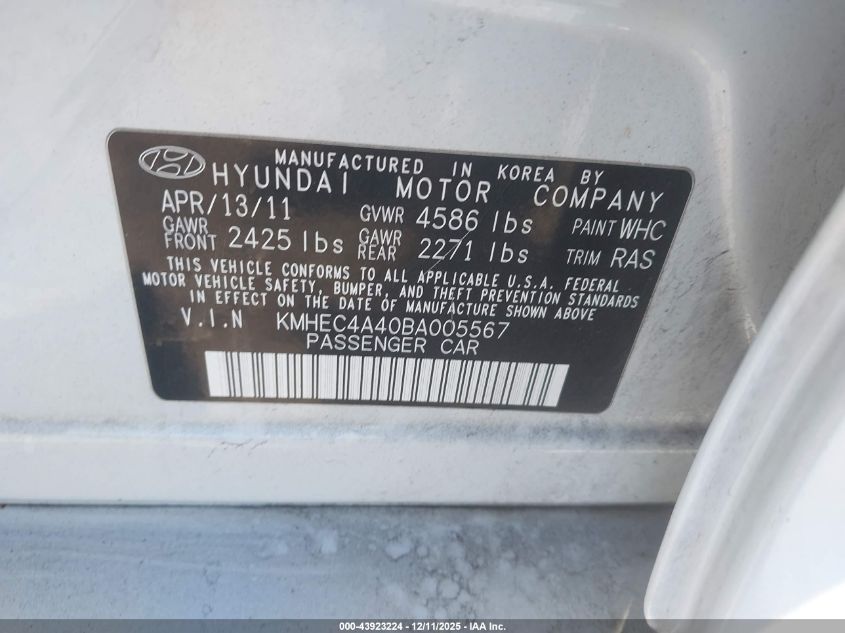 MANUFACTURED IN KOREA BY
HYUNDAI MOTOR COMPANY
APR/13/11 GVWR 4586 lbs PAINT WHC
GAWR FRONT 2425 lbs GAWR REAR 2271 lbs TRIM RAS
THIS VEHICLE CONFORMS TO ALL APPLICABLE U.S.A. FEDERAL
MOTOR VEHICLE SAFETY, BUMPER, AND THEFT PREVENTION STANDARDS
IN EFFECT ON THE DATE OF MANUFACTURE SHOWN ABOVE
V.I.N KMHEC4A40BA005567
PASSENGER CAR
000-43923224 - 12/11/2025 - IAA Inc.